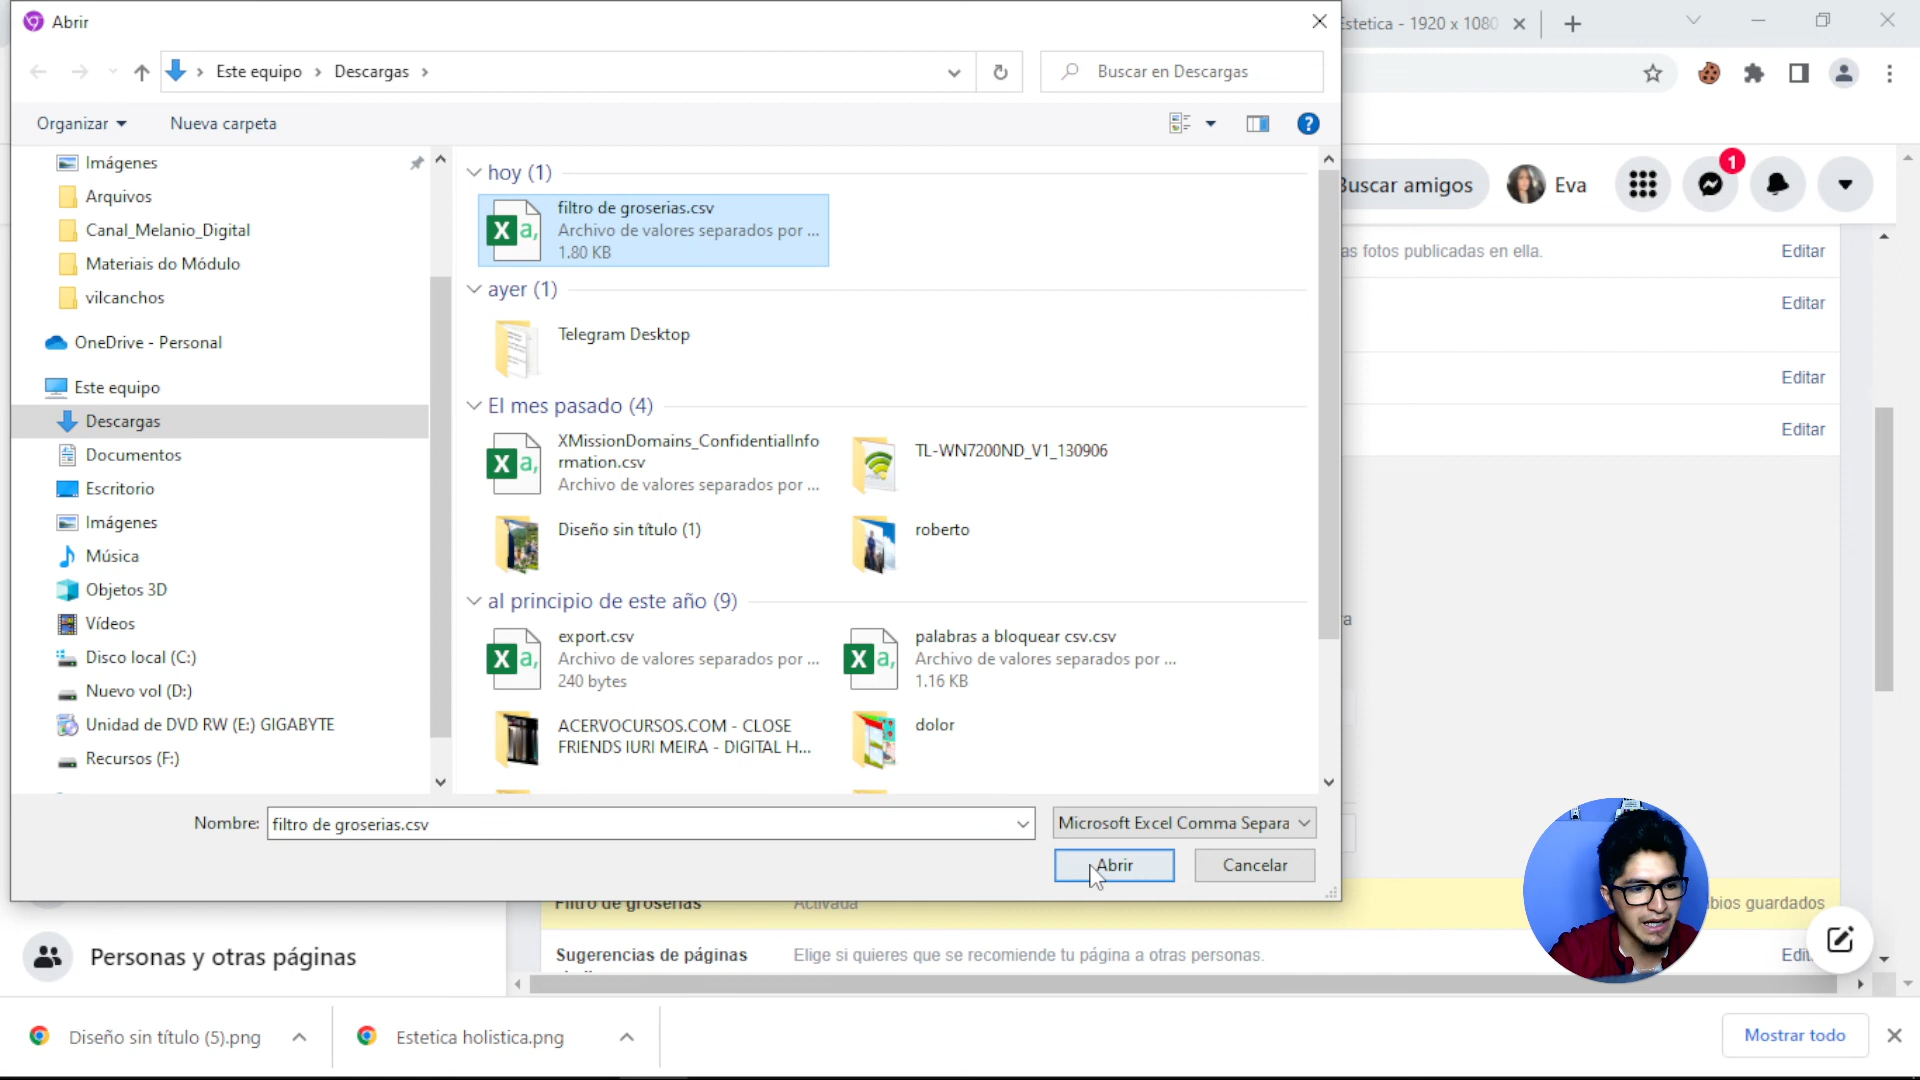 Abrir
Estetica - 1920 x 1080
Este equipo
Descargas
Buscar en Descargas
Organizar
Nueva carpeta
Imágenes
Arquivos
Canal_Melanio_Digital
Materiais do Módulo
vilcanchos
OneDrive - Personal
Este equipo
Descargas
Documentos
Escritorio
Imágenes
Música
Objetos 3D
Vídeos
Disco local (C:)
Nuevo vol (D:)
Unidad de DVD RW (E:) GIGABYTE
Recursos (F:)
hoy (1)
filtro de groserias.csv
Archivo de valores separados por ...
1.80 KB
ayer (1)
Telegram Desktop
El mes pasado (4)
XMissionDomains_ConfidentialInfo
rmation.csv
Archivo de valores separados por ...
TL-WN7200ND_V1_130906
Diseño sin título (1)
roberto
al principio de este año (9)
export.csv
Archivo de valores separados por ...
240 bytes
palabras a bloquear csv.csv
Archivo de valores separados por ...
1.16 KB
ACERVOCURSOS.COM - CLOSE
FRIENDS IURI MEIRA - DIGITAL H...
dolor
Nombre: filtro de groserias.csv
Microsoft Excel Comma Separa
Abrir
Cancelar
Buscar amigos
Eva
1
as fotos publicadas en ella.
Editar
Editar
Editar
Editar
Filtro de groserías
Activada
bios guardados
Sugerencias de páginas
Elige si quieres que se recomiende tu página a otras personas.
Personas y otras páginas
Diseño sin título (5).png
Estetica holistica.png
Mostrar todo